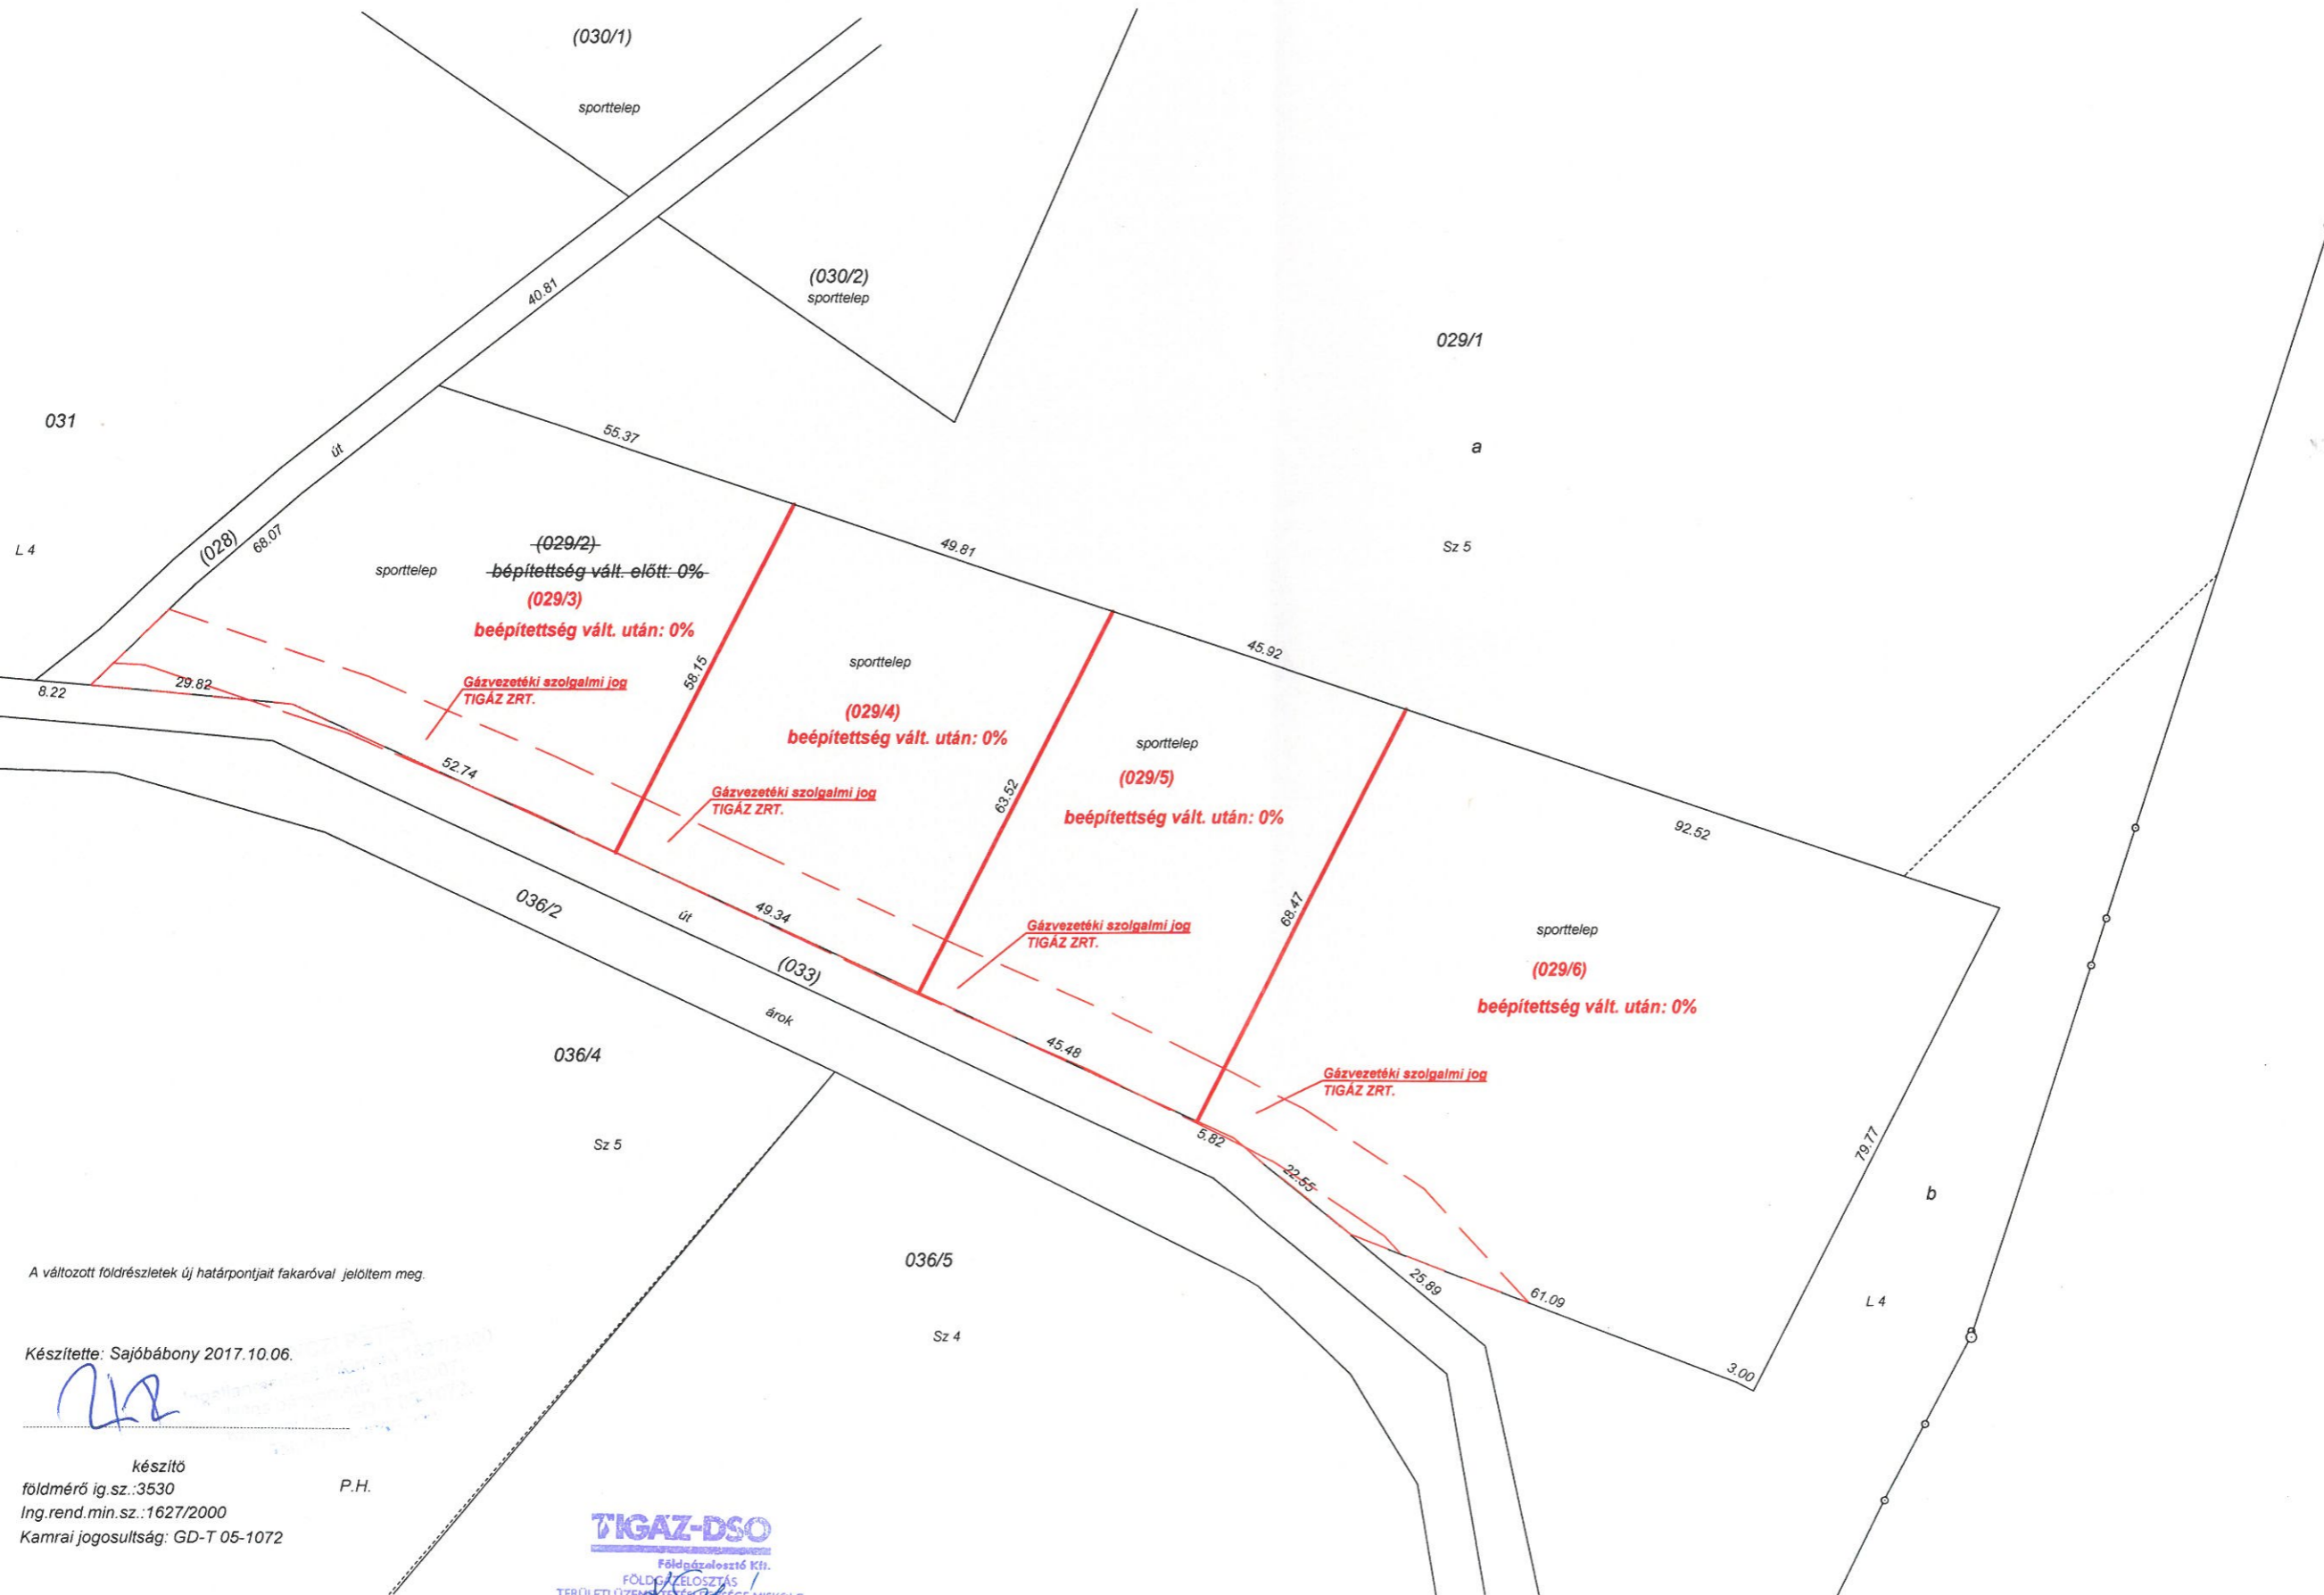 (030/1)
sporttelep
(030/2)
sporttelep
40.81
029/1
031
a
út
55.37
L 4
(028)
68.07
(029/2)
sporttelep
bépítettség vált. előtt: 0%
(029/3)
beépítettség vált. után: 0%
49.81
Sz 5
8.22
29.82
Gázvezetéki szolgalmi jog
TIGÁZ ZRT.
58.15
sporttelep
(029/4)
beépítettség vált. után: 0%
45.92
52.74
Gázvezetéki szolgalmi jog
TIGÁZ ZRT.
63.52
sporttelep
(029/5)
beépítettség vált. után: 0%
92.52
036/2
út
49.34
(033)
árok
Gázvezetéki szolgalmi jog
TIGÁZ ZRT.
68.47
sporttelep
(029/6)
beépítettség vált. után: 0%
036/4
45.48
Gázvezetéki szolgalmi jog
TIGÁZ ZRT.
Sz 5
5.82
22.55
79.77
b
036/5
25.89
61.09
L 4
Sz 4
3.00
A változott földrészletek új határpontjait fakaróval jelöltem meg.
Készítette: Sajóbábony 2017.10.06.
készítö
földmérő ig.sz.:3530
P.H.
Ing.rend.min.sz.:1627/2000
Kamrai jogosultság: GD-T 05-1072
TIGÁZ-DSO
Földgázelosztó Kft.
FÖLDGÁZELOSZTÁS